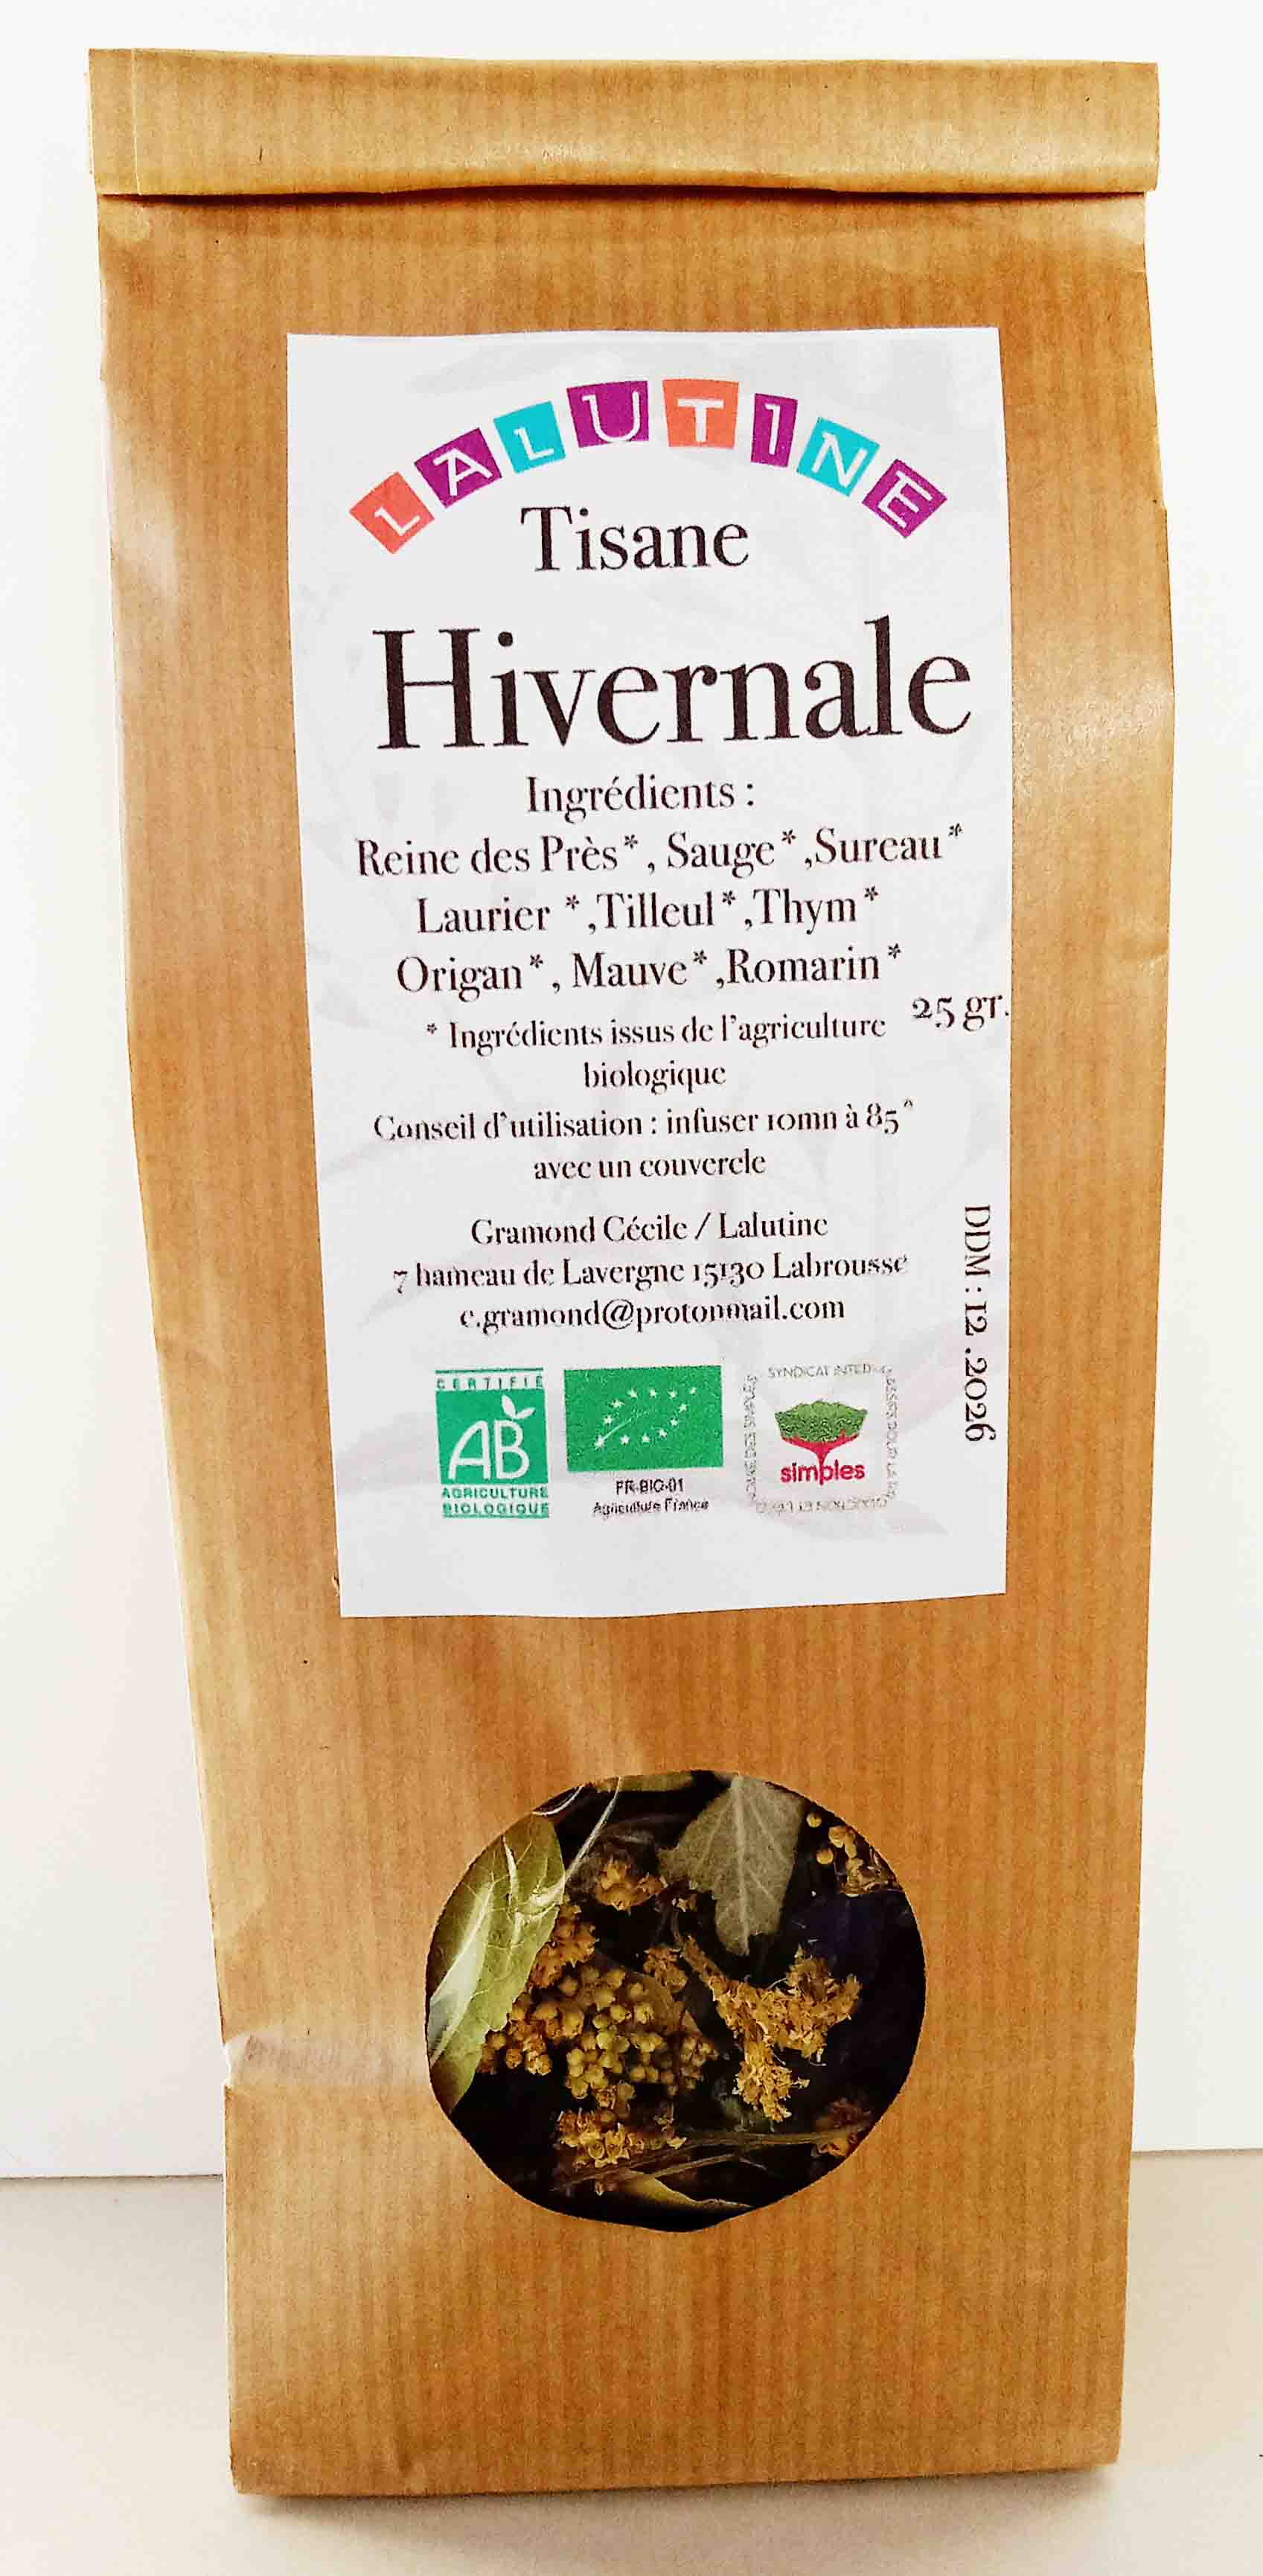 LALUTINE
Tisane
Hivernale
Ingrédients :
Reine des Près*, Sauge*,Sureau*
Laurier *,Tilleul*,Thym*
Origan*, Mauve*,Romarin*
25 gr.
* Ingrédients issus de l'agriculture
biologique
Conseil d'utilisation : infuser 10mn à 85°
avec un couvercle
Gramond Cécile / Lalutine
7 hameau de Lavergne 15130 Labrousse
c.gramond@protonmail.com
DDM : 12 .2026
CERTIFIÉ
AB
AGRICULTURE
BIOLOGIQUE
FR-BIO-01
Agriculture France
SYNDICAT INTER
simples